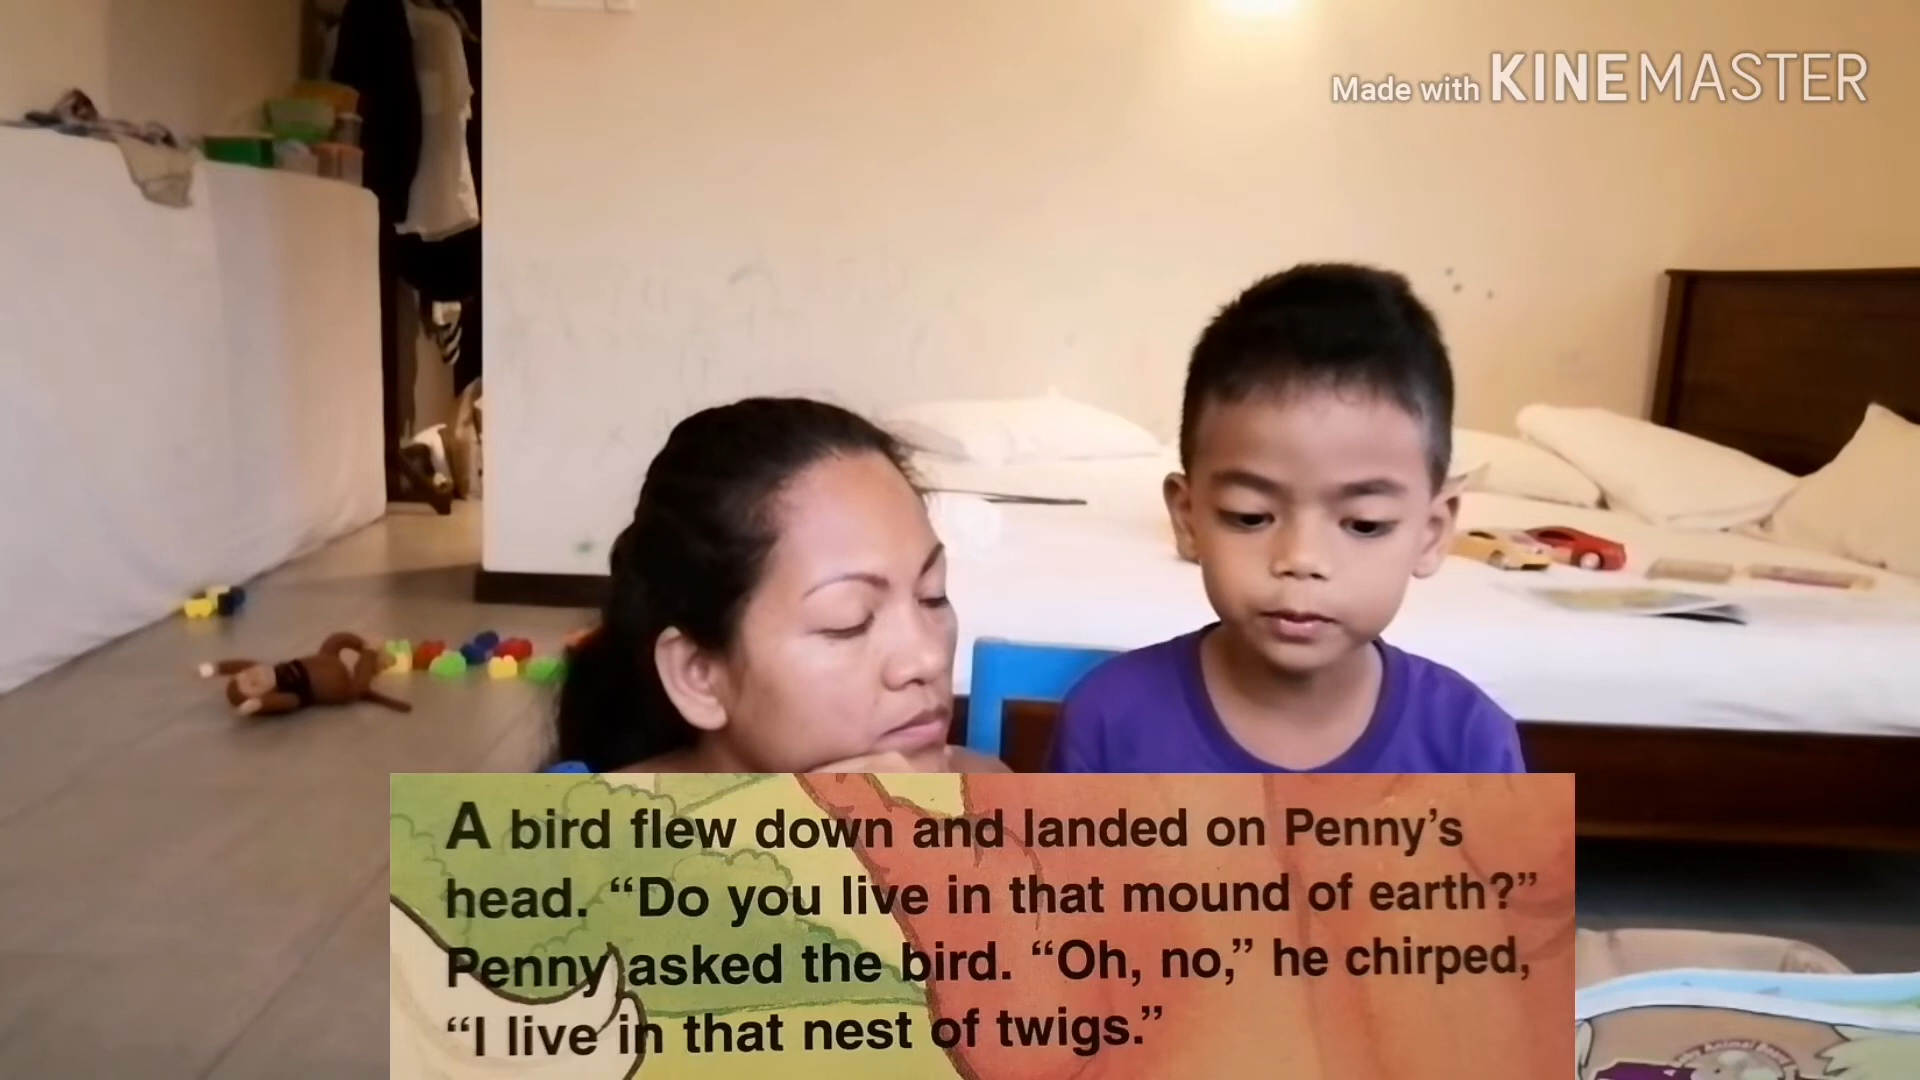 Made with KINEMASTER
A bird flew down and landed on Penny’s
head. “Do you live in that mound of earth?”
Penny asked the bird. “Oh, no,” he chirped,
“I live in that nest of twigs.”